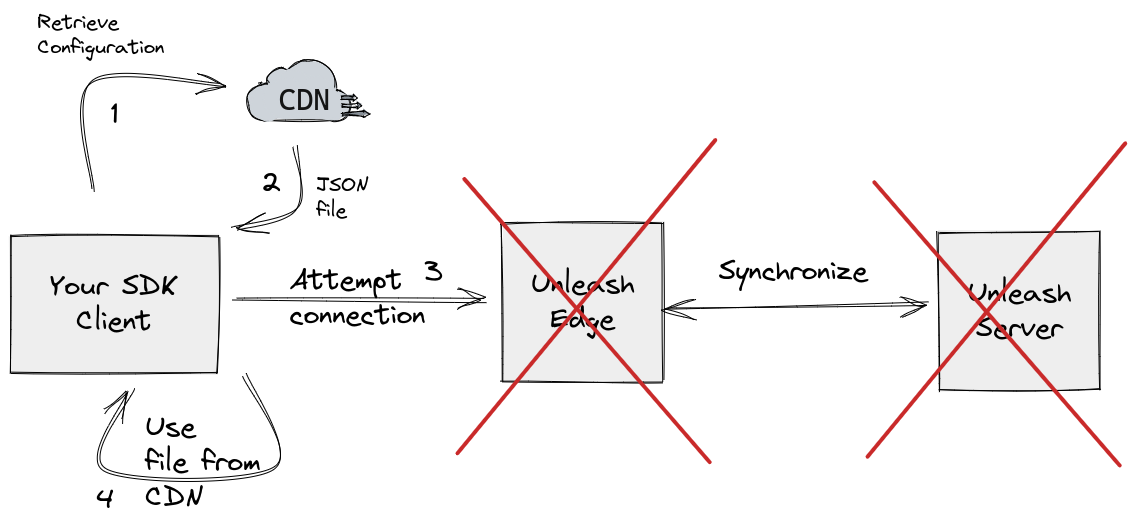 Retrieve
Configuration
1
CDN
2
JSON
file
Your SDK
Client
Attempt 3
connection
Unleash
Edge
Synchronize
Unleash
Server
Use
file from
4 CDN